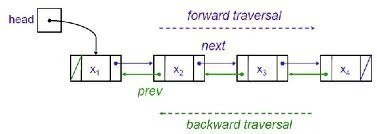 head
forward traversal
next
x₁ x₂ x₃ x₄
prev
backward traversal